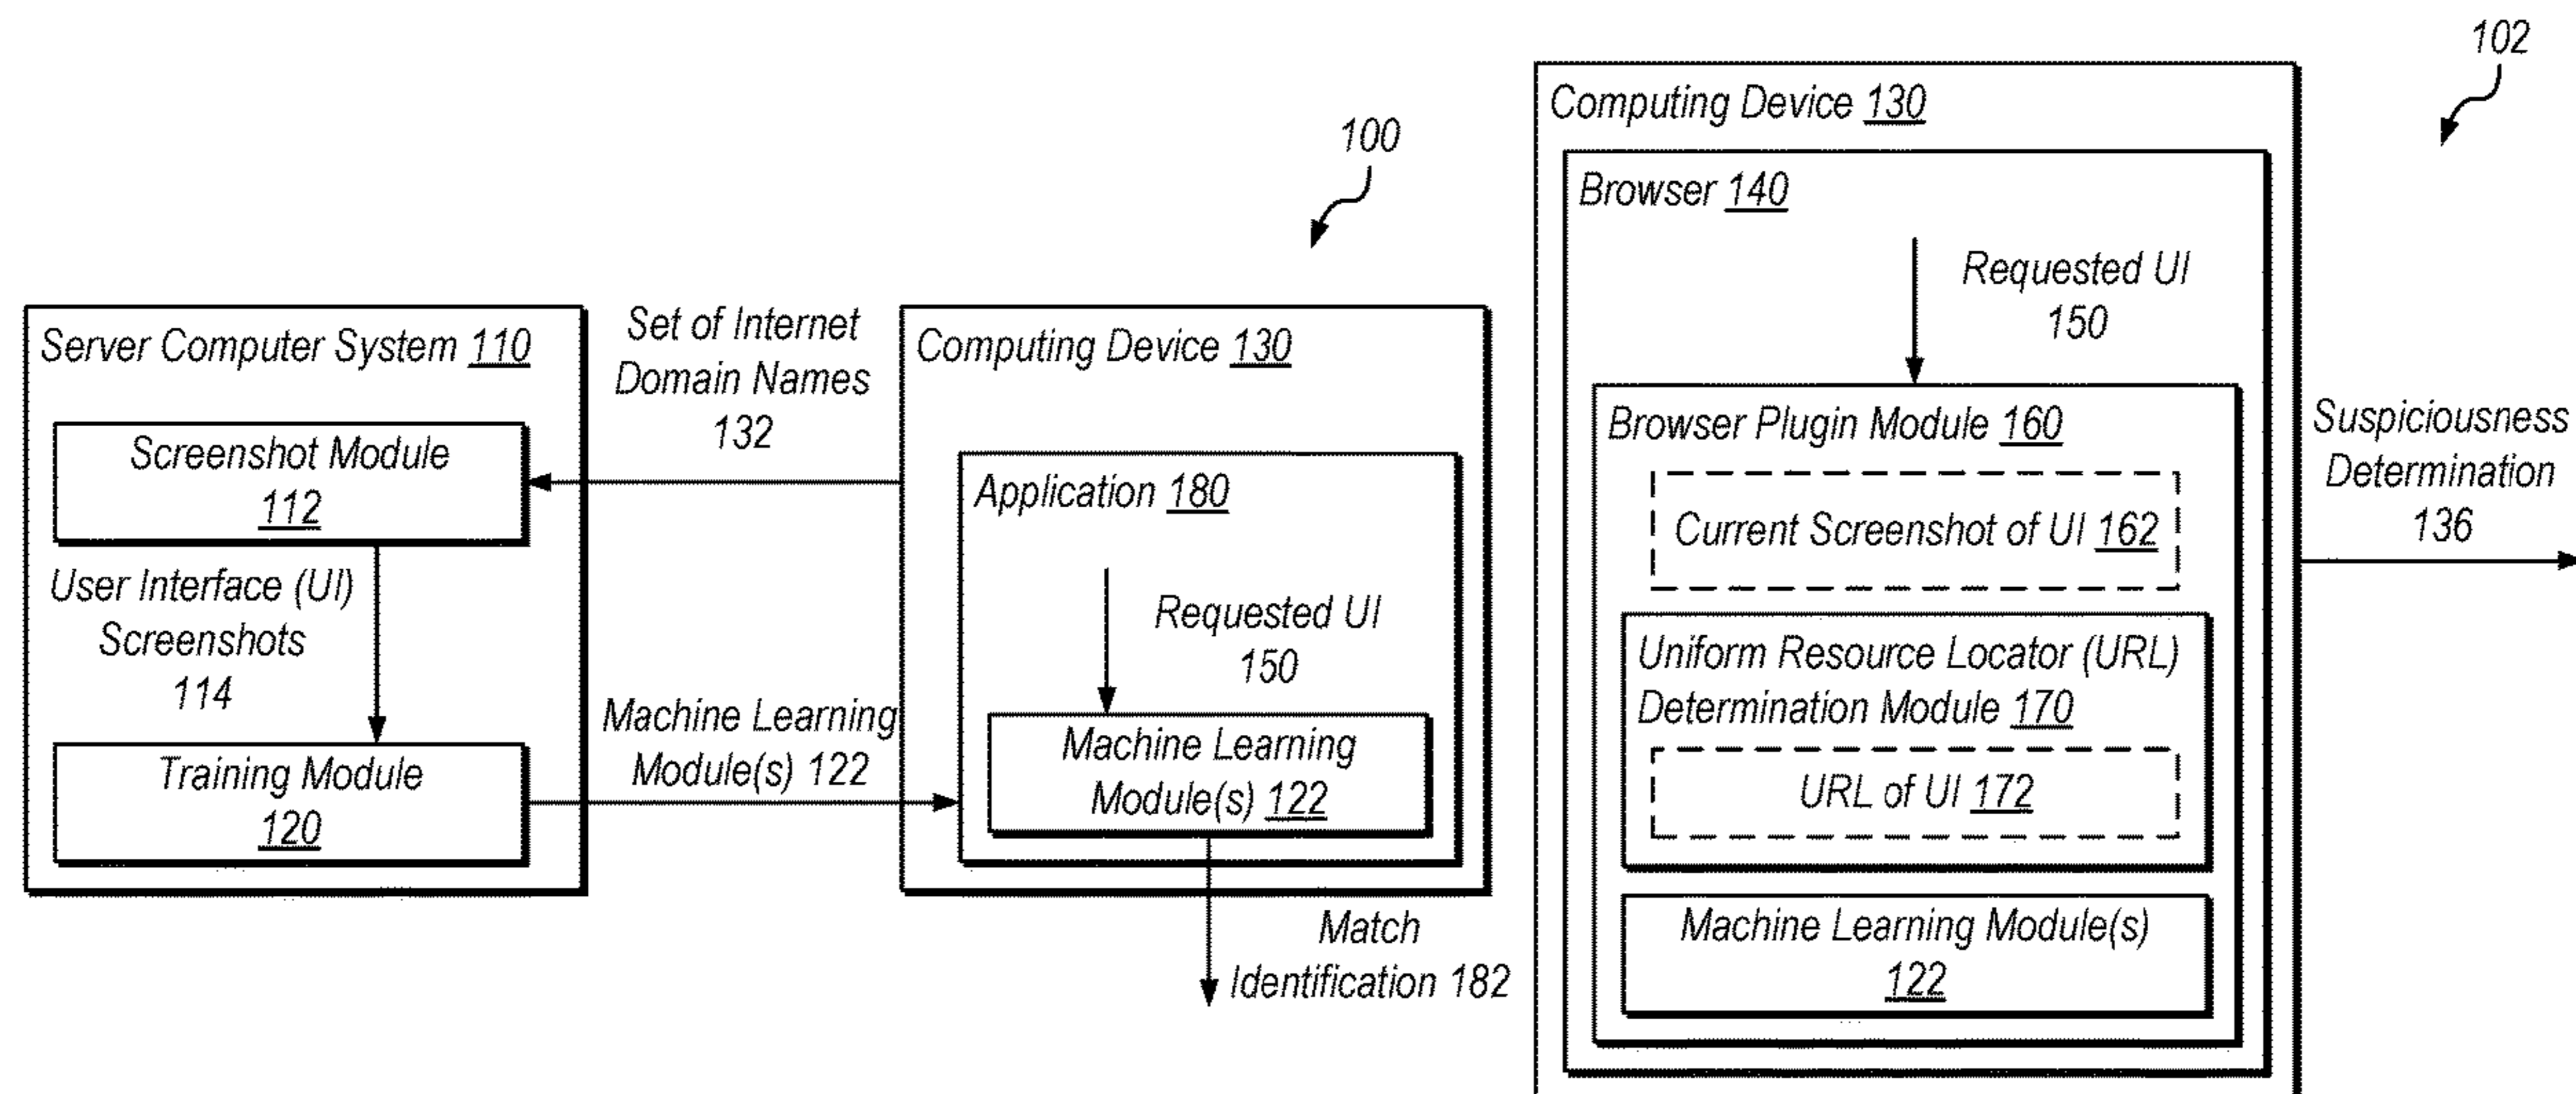 100
Server Computer System 110
Screenshot Module
112
User Interface (UI)
Screenshots
114
Training Module
120
Set of Internet
Domain Names
132
Machine Learning
Module(s) 122
Computing Device 130
Application 180
Requested UI
150
Machine Learning
Module(s) 122
Match
Identification 182
102
Computing Device 130
Browser 140
Requested UI
150
Browser Plugin Module 160
Current Screenshot of UI 162
Uniform Resource Locator (URL)
Determination Module 170
URL of UI 172
Machine Learning Module(s)
122
Suspiciousness
Determination
136